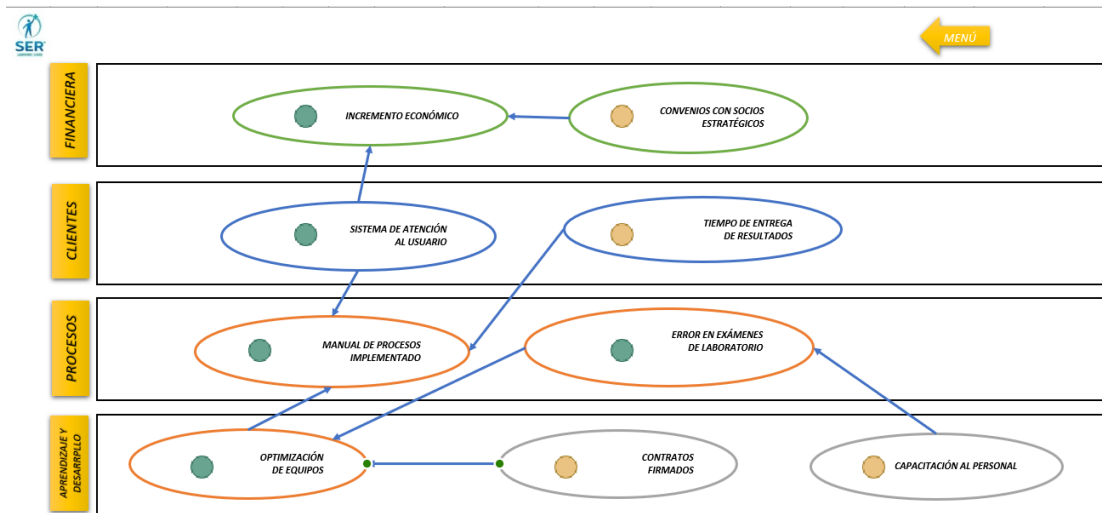 SER
MENÚ
FINANCIERA
INCREMENTO ECONÓMICO
CONVENIOS CON SOCIOS
ESTRATÉGICOS
CLIENTES
SISTEMA DE ATENCIÓN
AL USUARIO
TIEMPO DE ENTREGA
DE RESULTADOS
PROCESOS
MANUAL DE PROCESOS
IMPLEMENTADO
ERROR EN EXÁMENES
DE LABORATORIO
APRENDIZAJE Y
DESARRPLLO
OPTIMIZACIÓN
DE EQUIPOS
CONTRATOS
FIRMADOS
CAPACITACIÓN AL PERSONAL